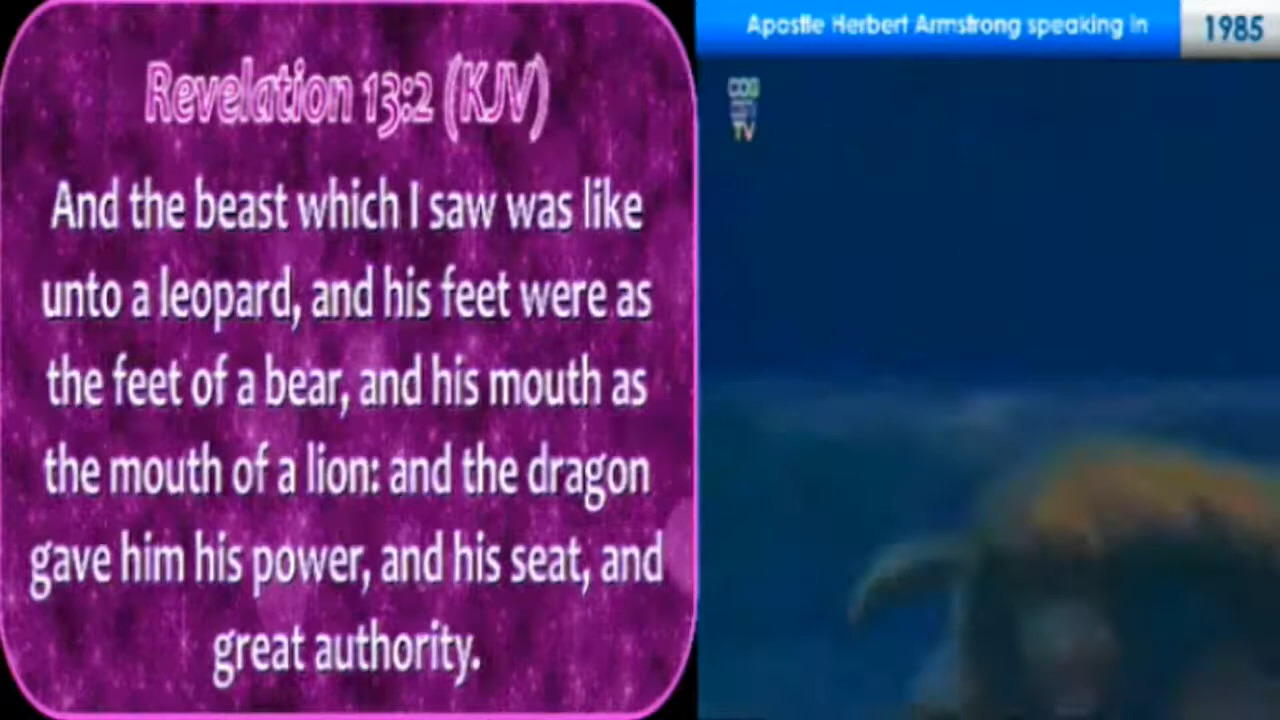 Revelation 13:2 (KJV)
And the beast which I saw was like
unto a leopard, and his feet were as
the feet of a bear, and his mouth as
the mouth of a lion: and the dragon
gave him his power, and his seat, and
great authority.
Apostle Herbert Armstrong speaking in
1985
TV